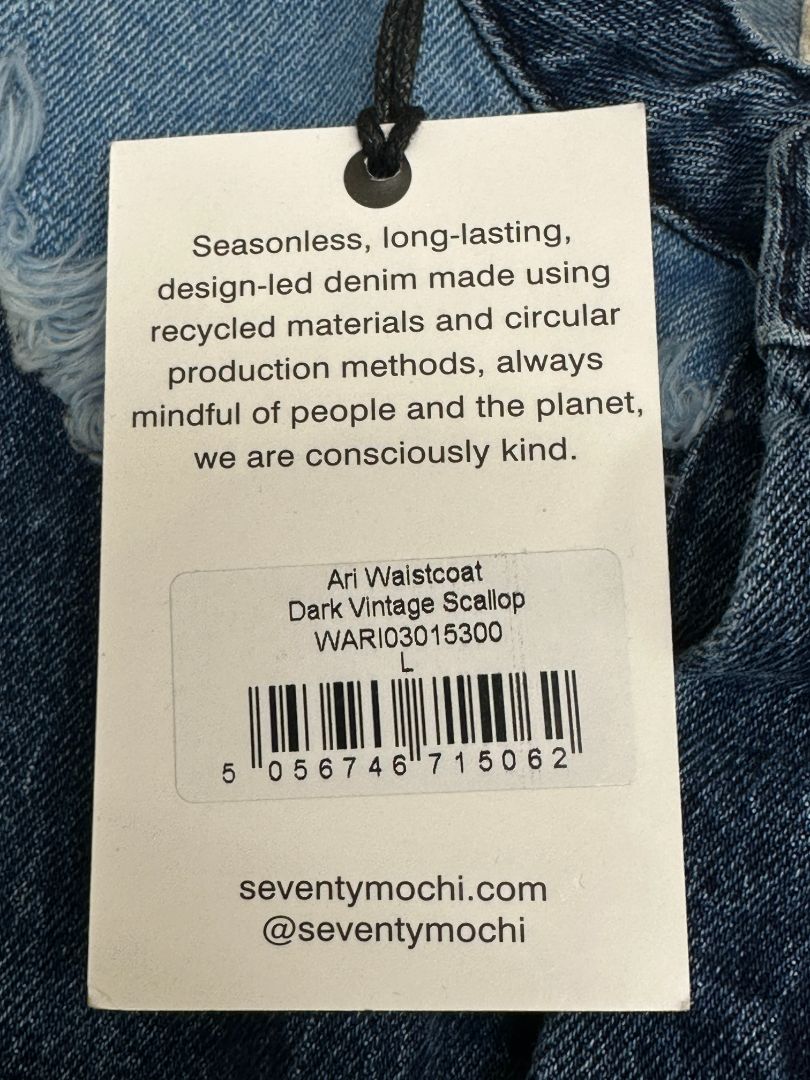 Seasonless, long-lasting,
design-led denim made using
recycled materials and circular
production methods, always
mindful of people and the planet,
we are consciously kind.
Ari Waistcoat
Dark Vintage Scallop
WARI03015300
L
5 056746 715062
seventymochi.com
@seventymochi